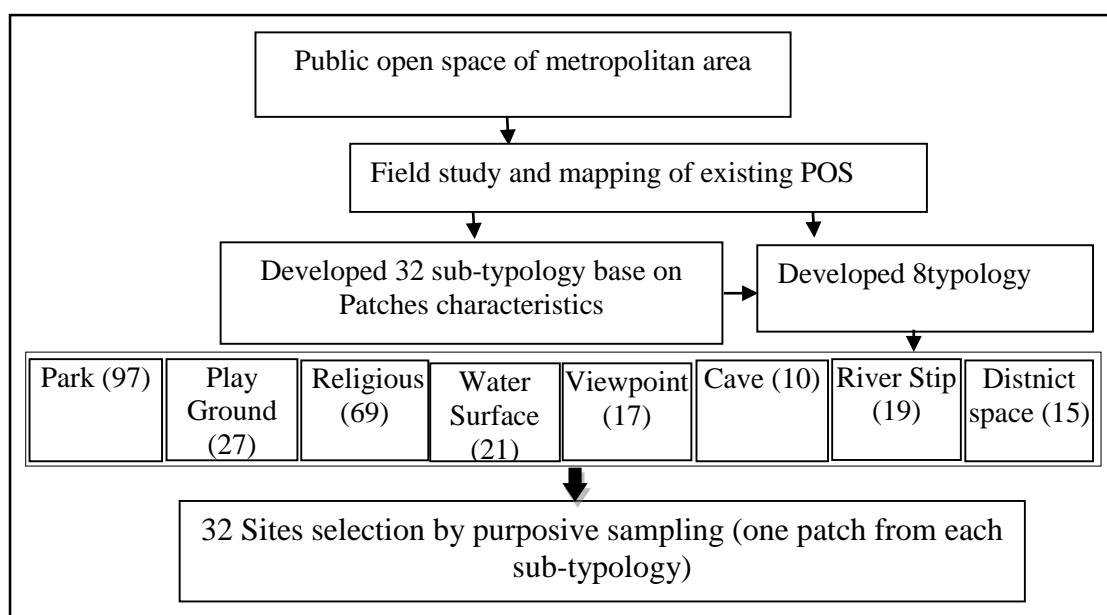 Public open space of metropolitan area
Field study and mapping of existing POS
Developed 32 sub-typology base on
Patches characteristics
Developed 8typology
Park (97)
Play
Ground
(27)
Religious
(69)
Water
Surface
(21)
Viewpoint
(17)
Cave (10)
River Stip
(19)
Distnict
space (15)
32 Sites selection by purposive sampling (one patch from each
sub-typology)